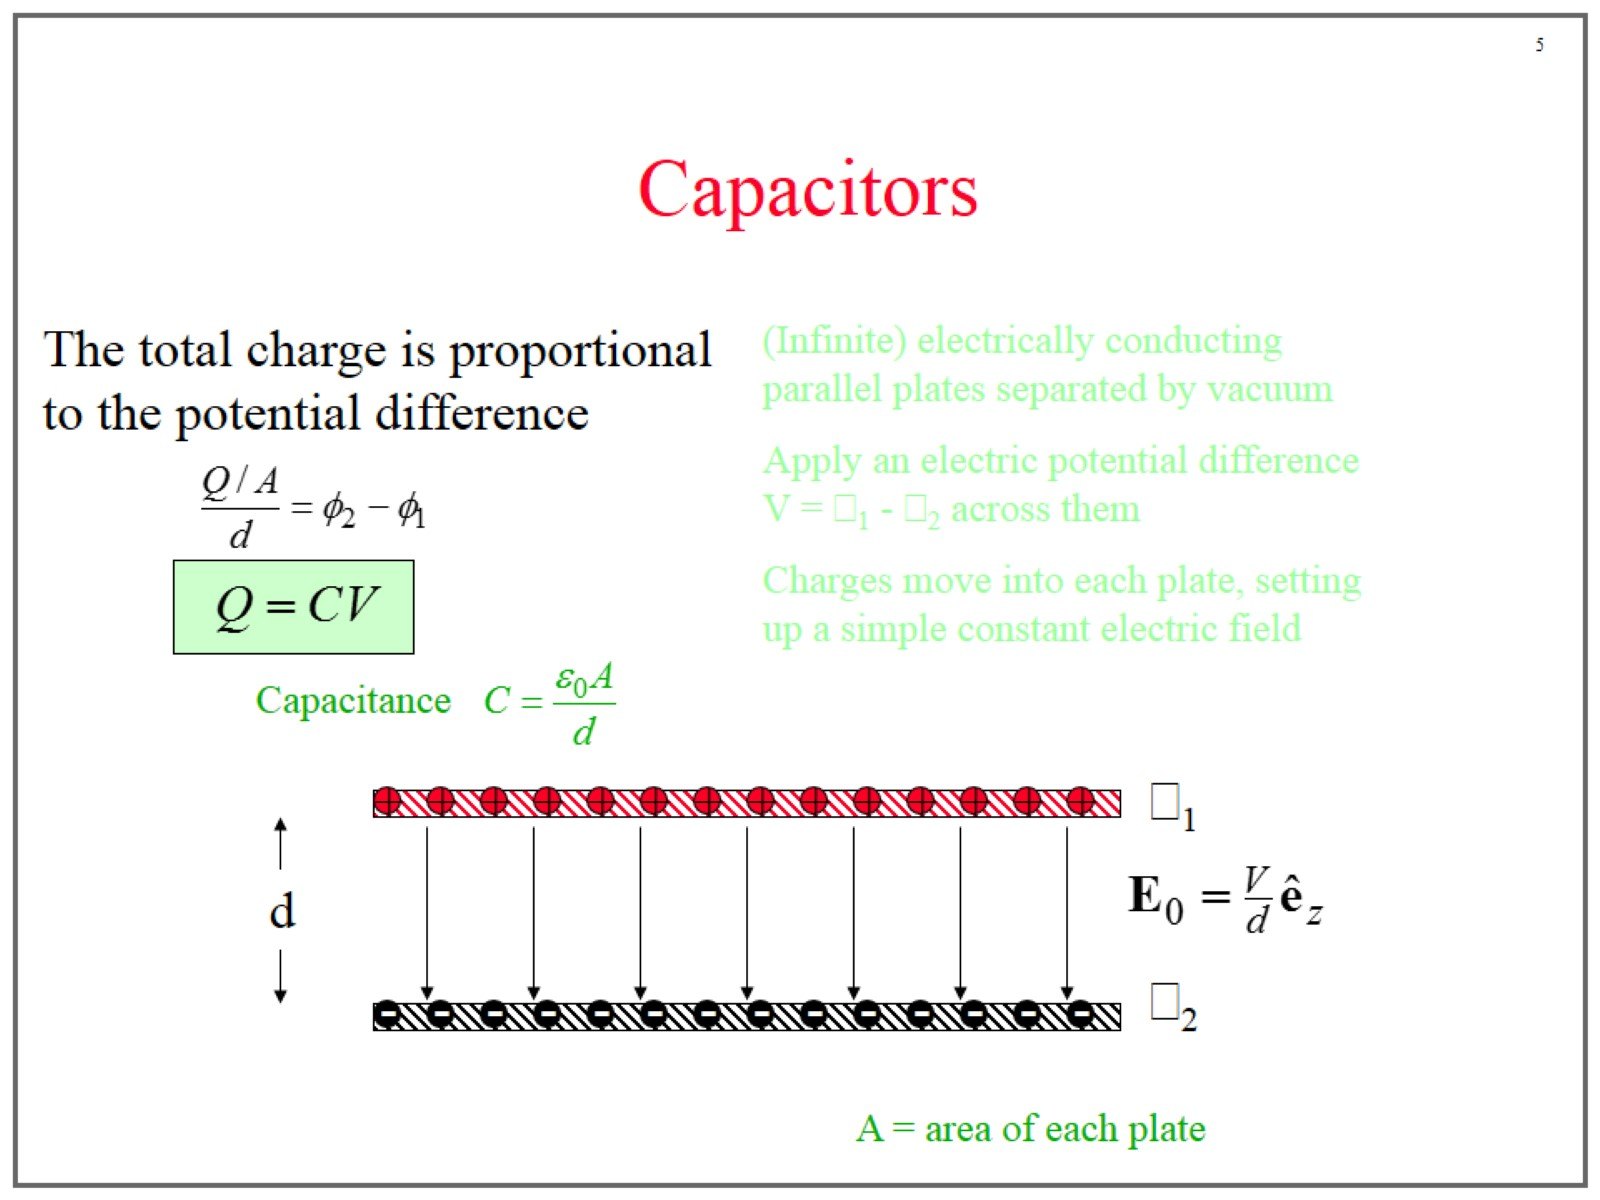 5
Capacitors
The total charge is proportional
to the potential difference
Q / A
d
= ϕ2 − ϕ1
Q = CV
Capacitance C = ε0A
d
(Infinite) electrically conducting
parallel plates separated by vacuum
Apply an electric potential difference
V = □1 - □2 across them
Charges move into each plate, setting
up a simple constant electric field
□1
d
E0 = V/d êz
□2
A = area of each plate